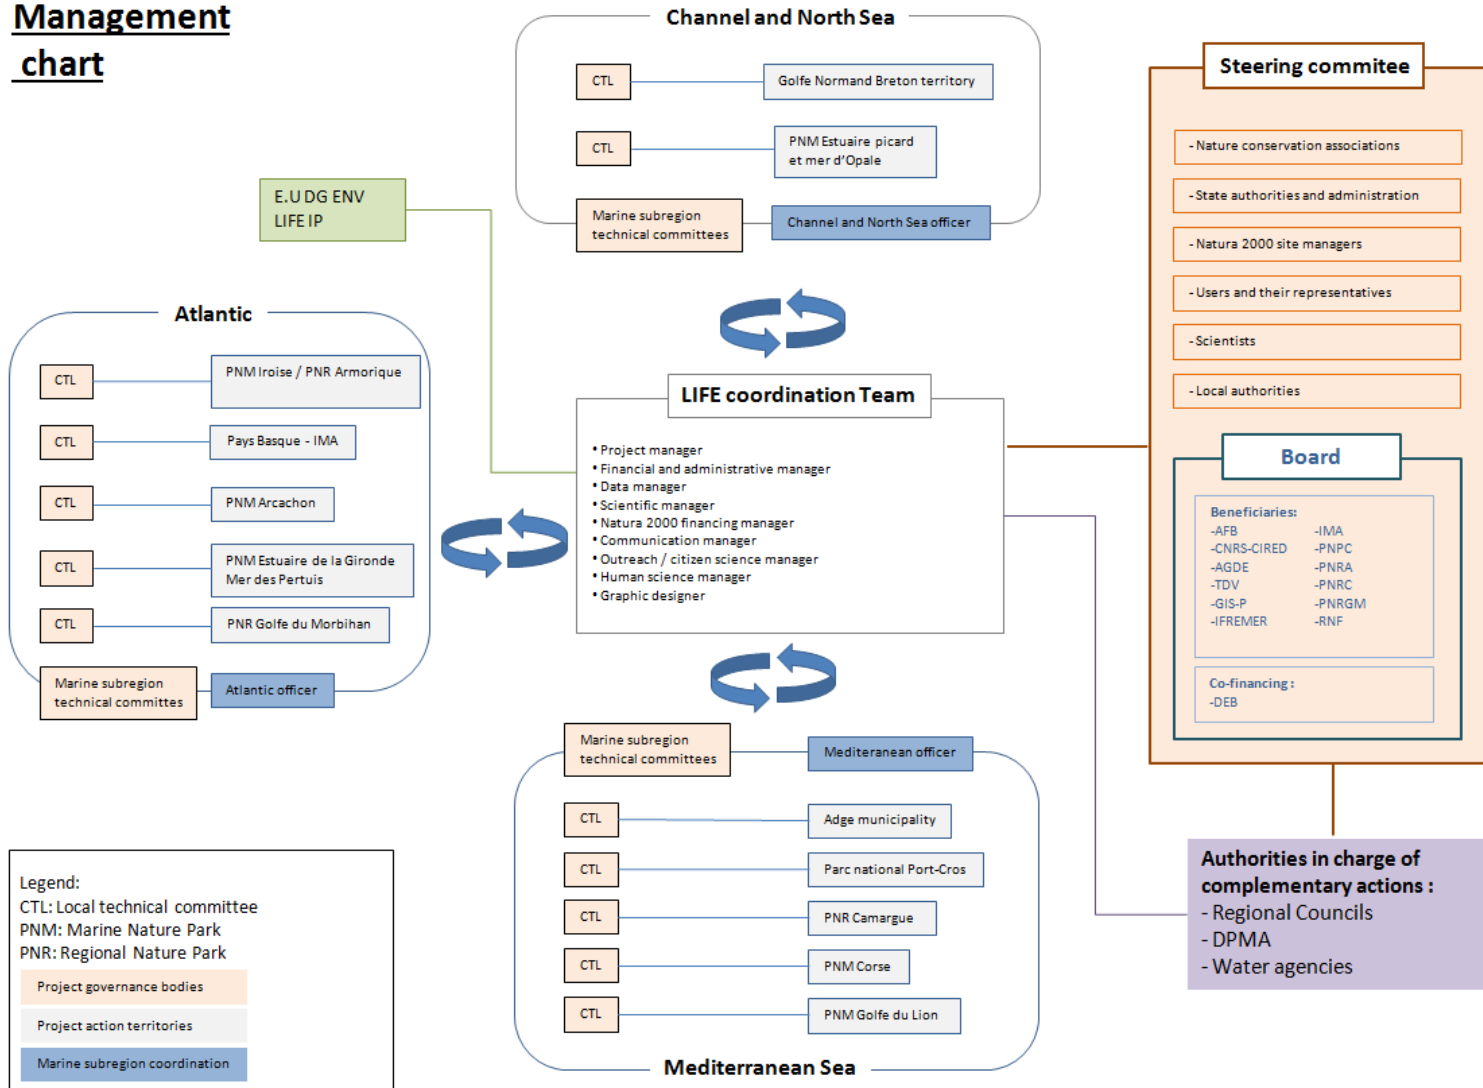 Management
chart
Channel and North Sea
CTL
Golfe Normand Breton territory
CTL
PNM Estuaire picard
et mer d'Opale
Marine subregion
technical committees
Channel and North Sea officer
E.U DG ENV
LIFE IP
Atlantic
CTL
PNM Iroise / PNR Armorique
CTL
Pays Basque - IMA
CTL
PNM Arcachon
CTL
PNM Estuaire de la Gironde
Mer des Pertuis
CTL
PNR Golfe du Morbihan
Marine subregion
technical committes
Atlantic officer
LIFE coordination Team
• Project manager
• Financial and administrative manager
• Data manager
• Scientific manager
• Natura 2000 financing manager
• Communication manager
• Outreach / citizen science manager
• Human science manager
• Graphic designer
Steering commitee
- Nature conservation associations
- State authorities and administration
- Natura 2000 site managers
- Users and their representatives
- Scientists
- Local authorities
Board
Beneficiaries:
-AFB
-CNRS-CIRED
-AGDE
-TDV
-GIS-P
-IFREMER
-IMA
-PNPC
-PNRA
-PNRC
-PNRGM
-RNF
Co-financing :
-DEB
Marine subregion
technical committees
Mediteranean officer
CTL
Adge municipality
CTL
Parc national Port-Cros
CTL
PNR Camargue
CTL
PNM Corse
CTL
PNM Golfe du Lion
Mediterranean Sea
Authorities in charge of
complementary actions :
- Regional Councils
- DPMA
- Water agencies
Legend:
CTL: Local technical committee
PNM: Marine Nature Park
PNR: Regional Nature Park
Project governance bodies
Project action territories
Marine subregion coordination